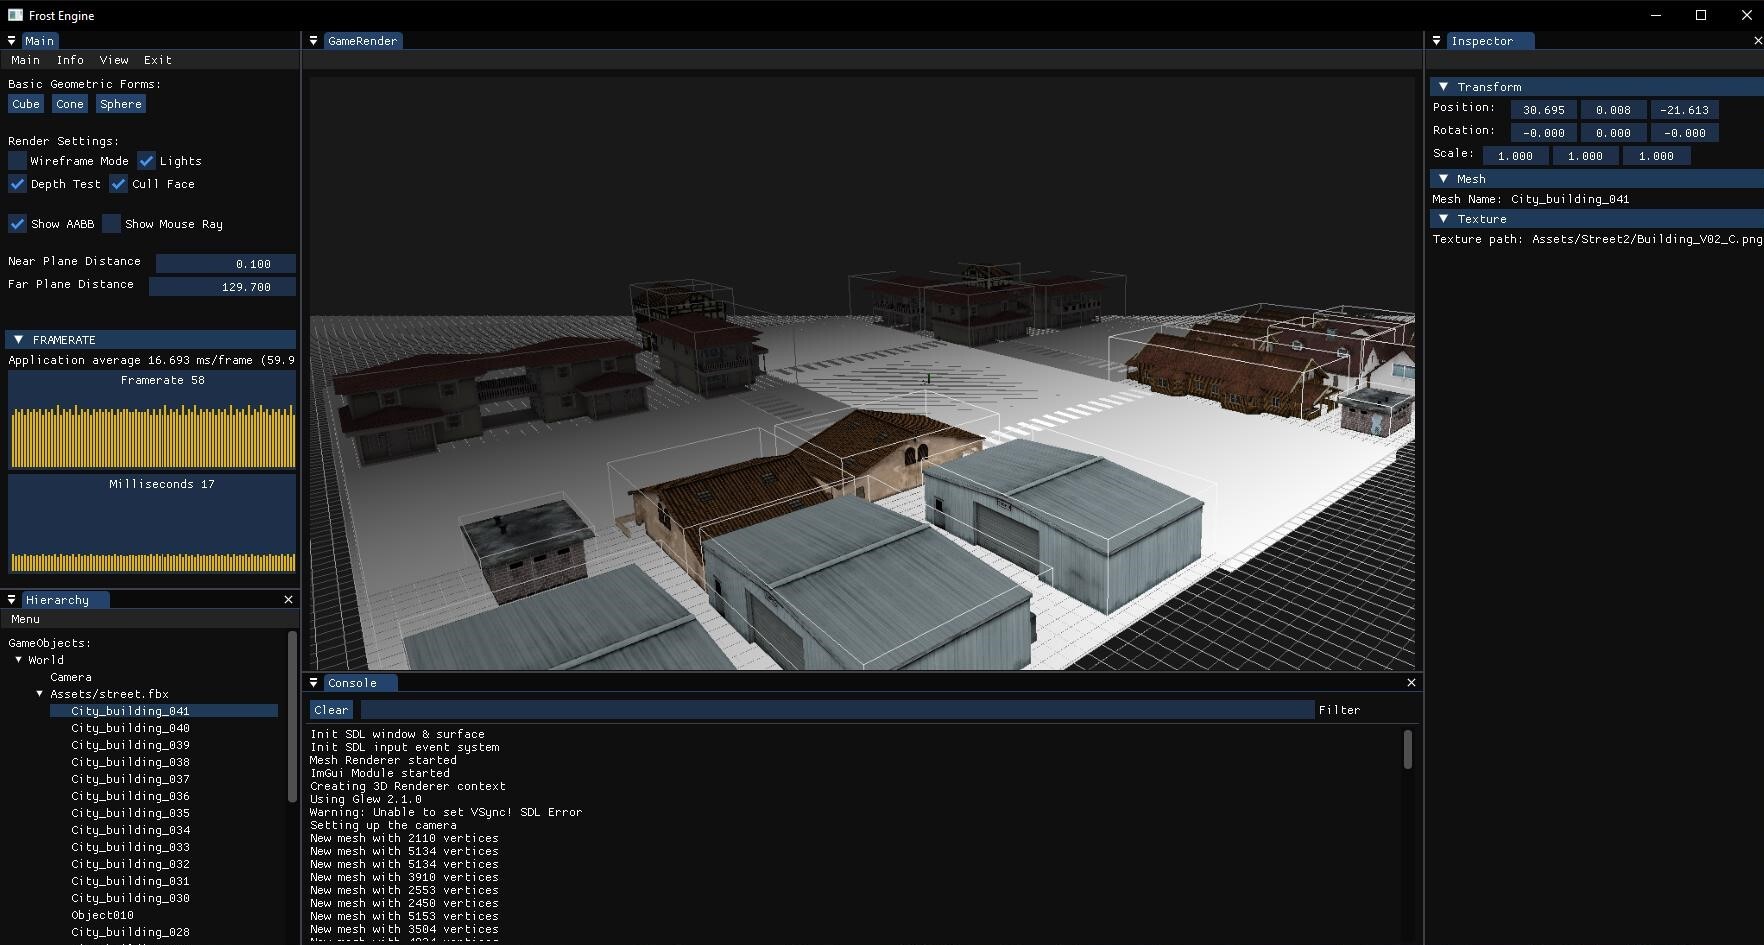 Frost Engine
Main
Main Info View Exit
Basic Geometric Forms:
Cube Cone Sphere
Render Settings:
Wireframe Mode Lights
Depth Test Cull Face
Show AABB Show Mouse Ray
Near Plane Distance 0.100
Far Plane Distance 129.700
FRAMERATE
Application average 16.693 ms/frame (59.9
Framerate 58
Milliseconds 17
Hierarchy
Menu
GameObjects:
World
Camera
Assets/street.fbx
City_building_041
City_building_040
City_building_039
City_building_038
City_building_037
City_building_036
City_building_035
City_building_034
City_building_033
City_building_032
City_building_031
City_building_030
Object010
City_building_028
GameRender
Console
Clear Filter
Init SDL window & surface
Init SDL input event system
Mesh Renderer started
ImGui Module started
Creating 3D Renderer context
Using Glew 2.1.0
Warning: Unable to set VSync! SDL Error
Setting up the camera
New mesh with 2110 vertices
New mesh with 5134 vertices
New mesh with 5134 vertices
New mesh with 3910 vertices
New mesh with 2553 vertices
New mesh with 2450 vertices
New mesh with 5153 vertices
New mesh with 3504 vertices
Inspector
Transform
Position: 30.695 0.008 -21.613
Rotation: -0.000 0.000 -0.000
Scale: 1.000 1.000 1.000
Mesh
Mesh Name: City_building_041
Texture
Texture path: Assets/Street2/Building_V02_C.png